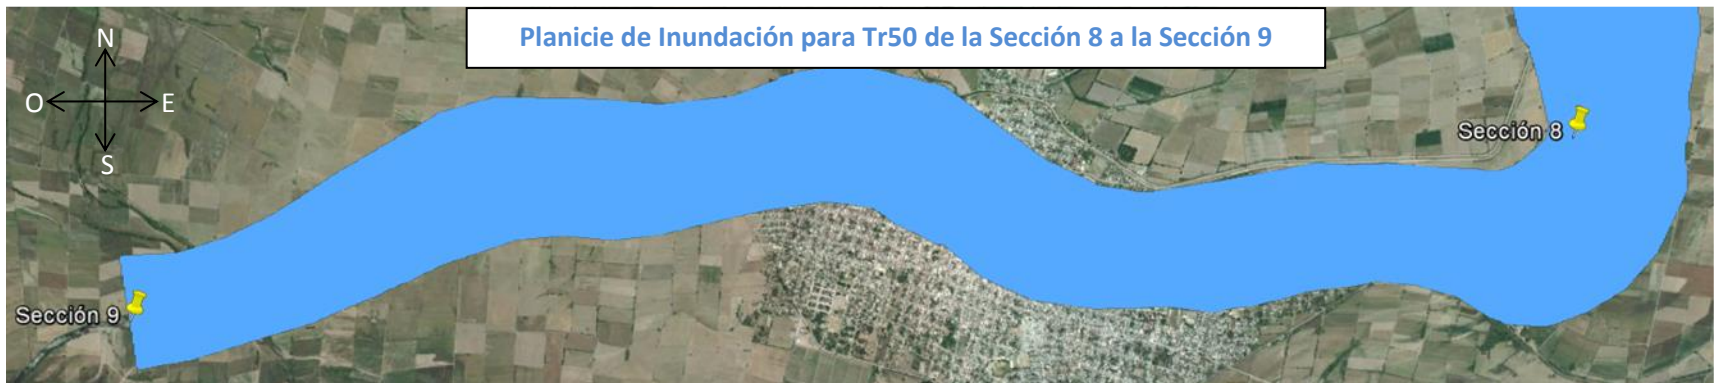 Planicie de Inundación para Tr50 de la Sección 8 a la Sección 9
N
O E
S
Sección 8
Sección 9